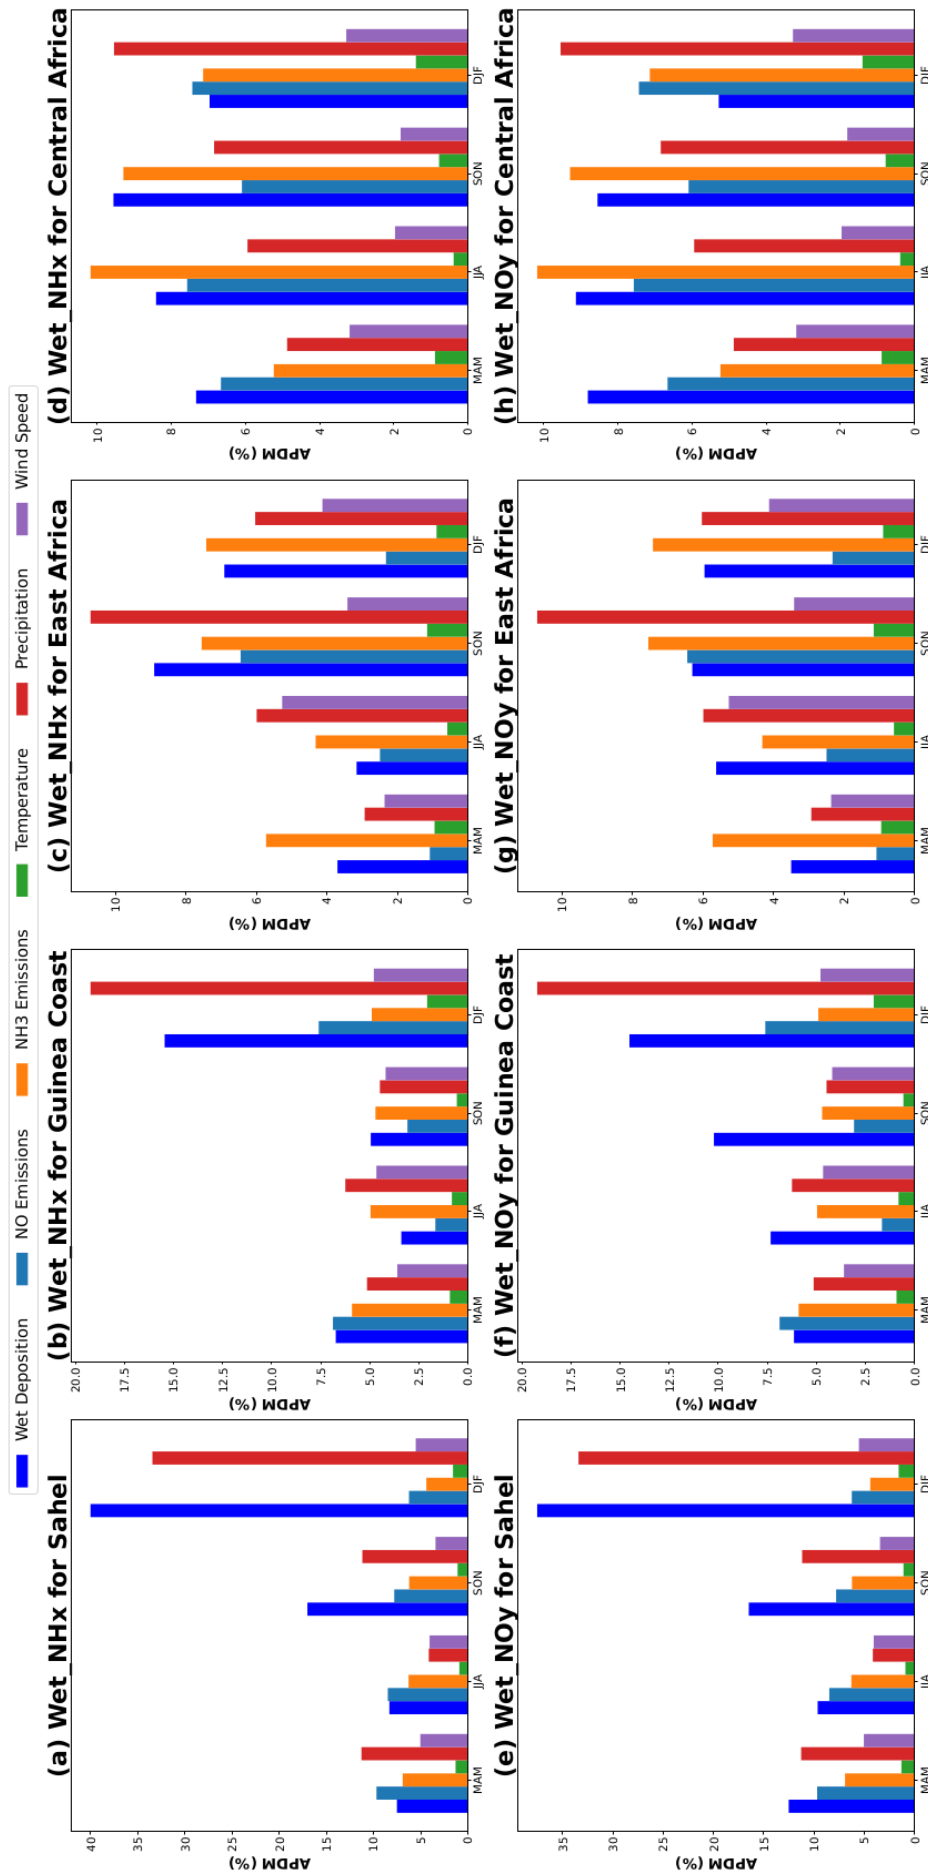 Wet Deposition NO Emissions NH3 Emissions Temperature Precipitation Wind Speed
(a) Wet_NHx for Sahel
APDM (%)
40
35
30
25
20
15
10
5
0
MAM JJA SON DJF
(b) Wet_NHx for Guinea Coast
APDM (%)
20.0
17.5
15.0
12.5
10.0
7.5
5.0
2.5
0.0
MAM JJA SON DJF
(c) Wet_NHx for East Africa
APDM (%)
10
8
6
4
2
0
MAM JJA SON DJF
(d) Wet_NHx for Central Africa
APDM (%)
10
8
6
4
2
0
MAM JJA SON DJF
(e) Wet_NOy for Sahel
APDM (%)
35
30
25
20
15
10
5
0
MAM JJA SON DJF
(f) Wet_NOy for Guinea Coast
APDM (%)
20.0
17.5
15.0
12.5
10.0
7.5
5.0
2.5
0.0
MAM JJA SON DJF
(g) Wet_NOy for East Africa
APDM (%)
10
8
6
4
2
0
MAM JJA SON DJF
(h) Wet_NOy for Central Africa
APDM (%)
10
8
6
4
2
0
MAM JJA SON DJF